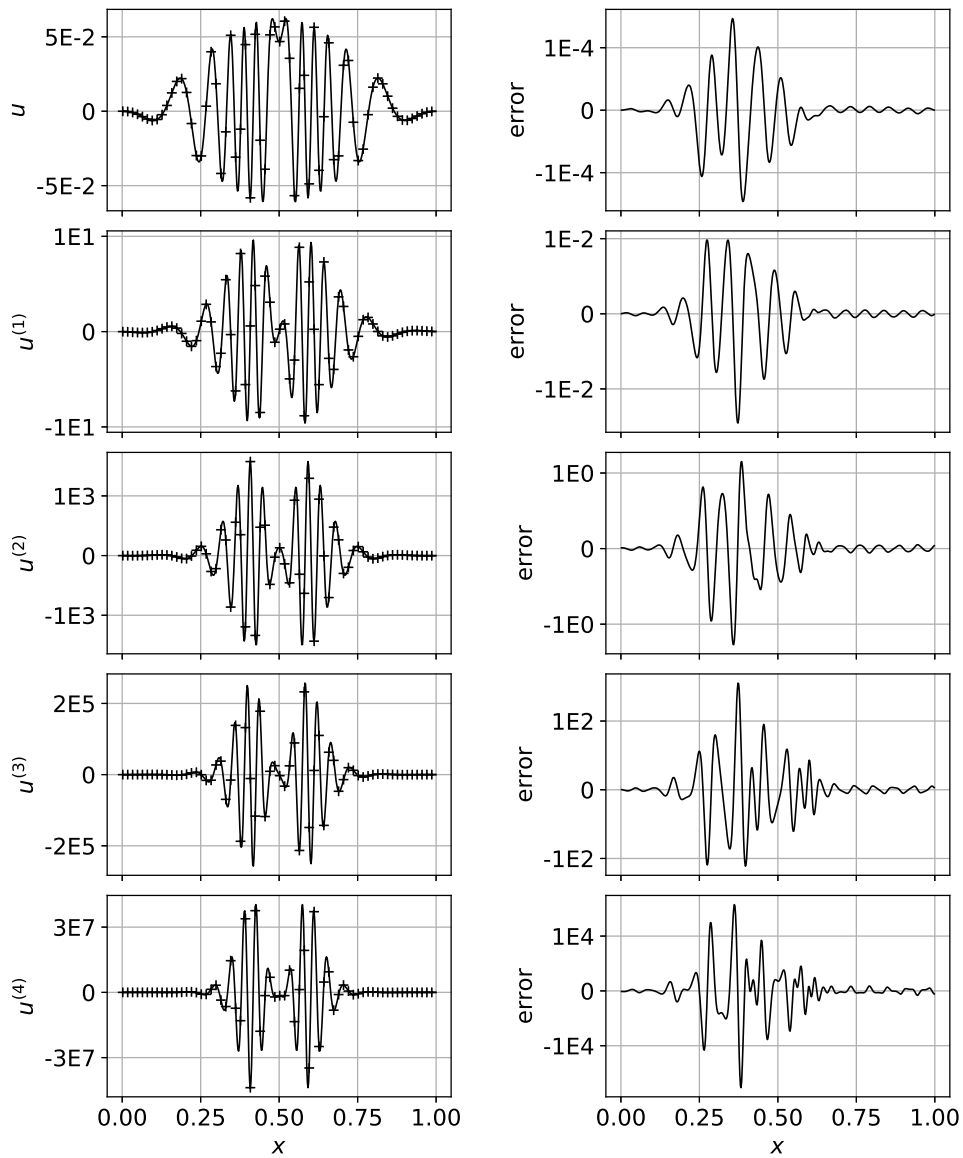 u
5E-2
0
-5E-2
error
1E-4
0
-1E-4
u⁽¹⁾
1E1
0
-1E1
error
1E-2
0
-1E-2
u⁽²⁾
1E3
0
-1E3
error
1E0
0
-1E0
u⁽³⁾
2E5
0
-2E5
error
1E2
0
-1E2
u⁽⁴⁾
3E7
0
-3E7
error
1E4
0
-1E4
0.00 0.25 0.50 0.75 1.00
x
0.00 0.25 0.50 0.75 1.00
x